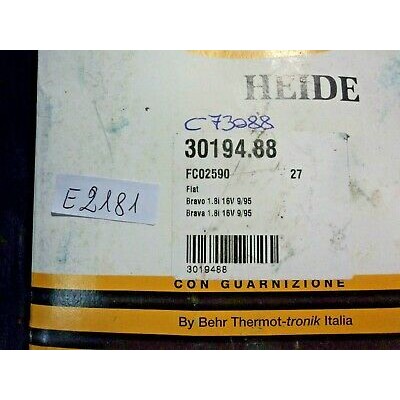 HEIDE
C73088
30194.88
FC02590 27
Fiat
Bravo 1.8i 16V 9/95
Brava 1.8i 16V 9/95
E2181
3019488
CON GUARNIZIONE
By Behr Thermot-tronik Italia